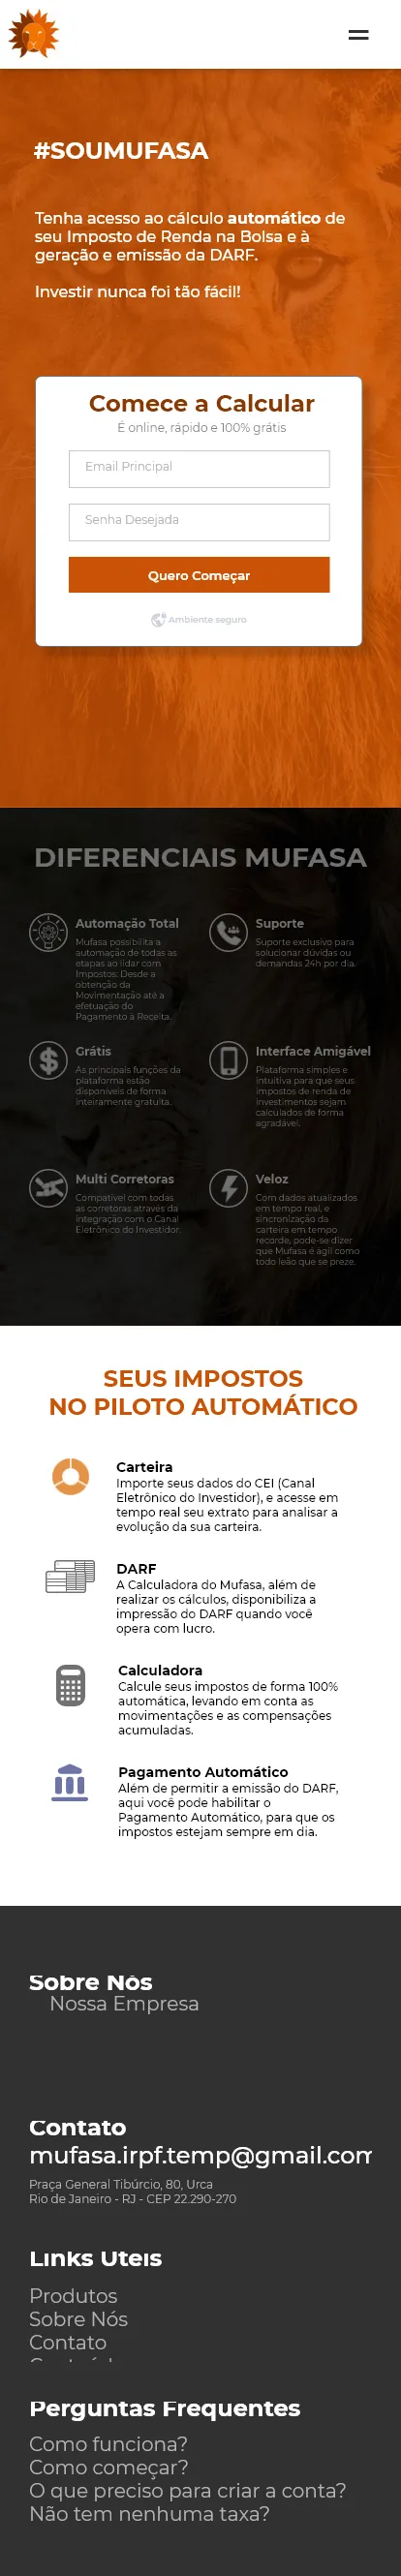 #SOUMUFASA
Tenha acesso ao cálculo automático de
seu Imposto de Renda na Bolsa e à
geração e emissão da DARF.
Investir nunca foi tão fácil!
Comece a Calcular
É online, rápido e 100% grátis
Email Principal
Senha Desejada
Quero Começar
Ambiente seguro
DIFERENCIAIS MUFASA
Automação Total
Mufasa possibilita a
automação de todas as
etapas ao lidar com
Impostos: Desde a
obtenção da
Movimentação até a
efetuação do
Pagamento à Receita.
Suporte
Suporte exclusivo para
solucionar dúvidas ou
demandas 24h por dia.
Grátis
As principais funções da
plataforma estão
disponíveis de forma
inteiramente gratuita.
Interface Amigável
Plataforma simples e
intuitiva para que seus
impostos de renda de
investimentos sejam
calculados de forma
agradável.
Multi Corretoras
Compatível com todas
as corretoras através da
integração com o Canal
Eletrônico do Investidor.
Veloz
Com dados atualizados
em tempo real, e
sincronização da
carteira em tempo
recorde, pode-se dizer
que Mufasa é ágil como
todo leão que se preze.
SEUS IMPOSTOS
NO PILOTO AUTOMÁTICO
Carteira
Importe seus dados do CEI (Canal
Eletrônico do Investidor), e acesse em
tempo real seu extrato para analisar a
evolução da sua carteira.
DARF
A Calculadora do Mufasa, além de
realizar os cálculos, disponibiliza a
impressão do DARF quando você
opera com lucro.
Calculadora
Calcule seus impostos de forma 100%
automática, levando em conta as
movimentações e as compensações
acumuladas.
Pagamento Automático
Além de permitir a emissão do DARF,
aqui você pode habilitar o
Pagamento Automático, para que os
impostos estejam sempre em dia.
Sobre Nós
Nossa Empresa
Contato
mufasa.irpf.temp@gmail.com
Praça General Tibúrcio, 80, Urca
Rio de Janeiro - RJ - CEP 22.290-270
Links Úteis
Produtos
Sobre Nós
Contato
Perguntas Frequentes
Como funciona?
Como começar?
O que preciso para criar a conta?
Não tem nenhuma taxa?